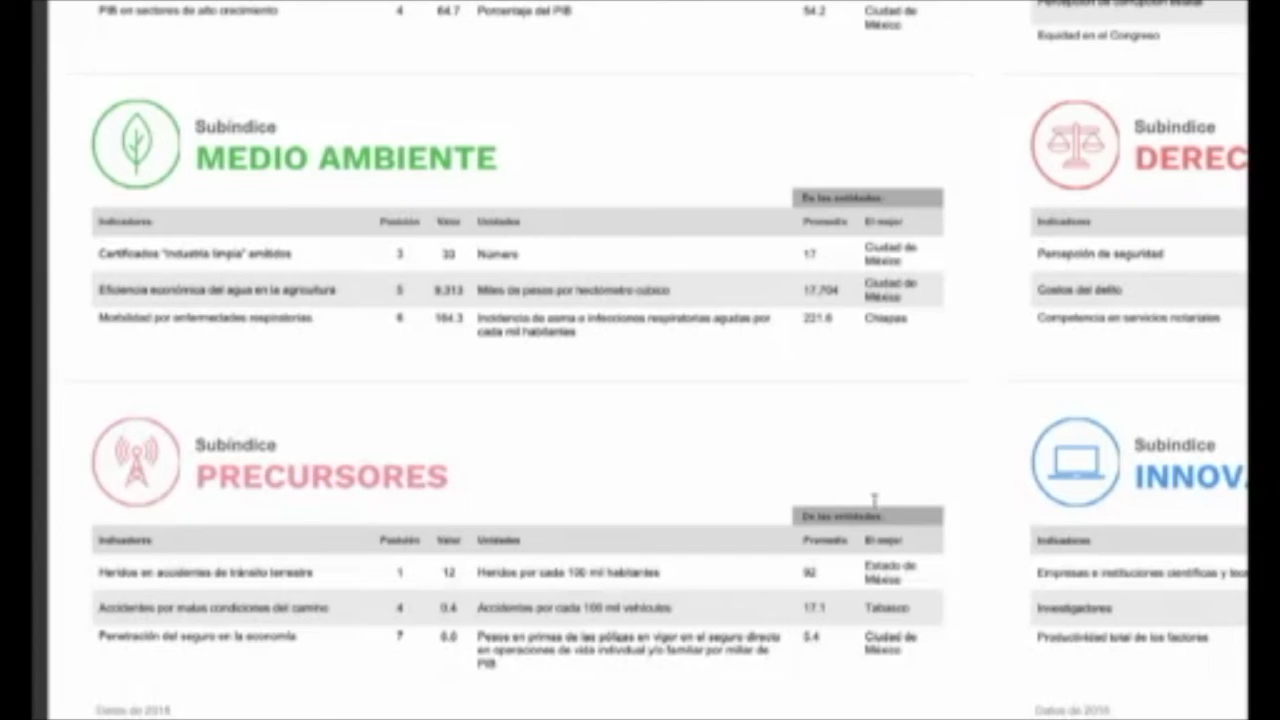 PIB en sectores de alto crecimiento 4 64.7 Porcentaje del PIB 54.2 Ciudad de
México
Equidad en el Congreso
Subíndice
MEDIO AMBIENTE
De las entidades:
Indicadores Posición Valor Unidades Promedio El mejor
Certificados "industria limpia" emitidos 3 33 Número 17 Ciudad de
México
Eficiencia económica del agua en la agricultura 5 Miles de pesos por hectómetro cúbico 17,704 Ciudad de
México
Morbilidad por enfermedades respiratorias 6 164.3 Incidencia de asma e infecciones respiratorias agudas por 221.6 Chiapas
cada mil habitantes
Subíndice
DEREC
Indicadores
Percepción de seguridad
Costos del delito
Competencia en servicios notariales
Subíndice
PRECURSORES
De las entidades:
Indicadores Posición Valor Unidades Promedio El mejor
Heridos en accidentes de tránsito terrestre 1 12 Heridos por cada 100 mil habitantes 92 Estado de
México
Accidentes por malas condiciones del camino 4 0.4 Accidentes por cada 100 mil vehículos 17.1 Tabasco
Penetración del seguro en la economía 7 Pesos en primas de las pólizas en vigor en el seguro directo 5.4 Ciudad de
en operaciones de vida individual y/o familiar por millar de México
PIB
Datos de 2016
Subíndice
INNOV
Indicadores
Empresas e instituciones científicas y tec
Investigadores
Productividad total de los factores
Datos de 2016